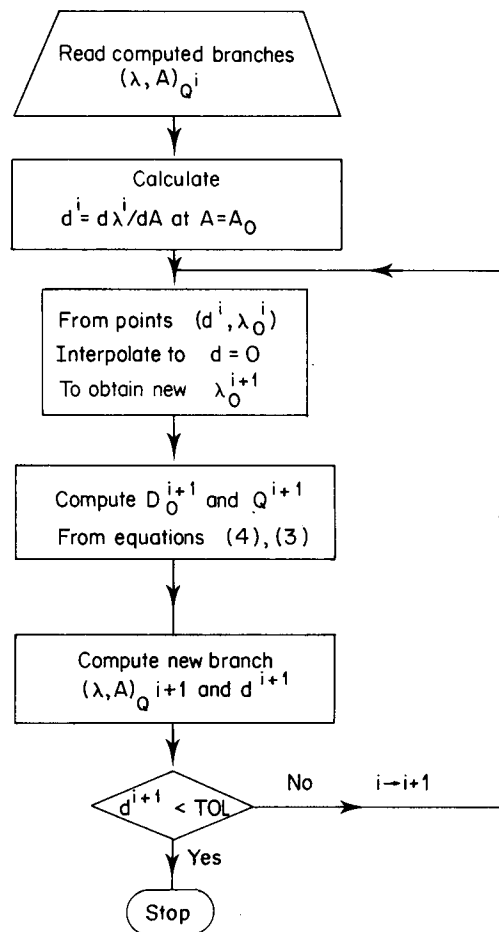 Read computed branches
(λ, A)_Q^i
Calculate
d^i = dλ^i/dA at A=A_0
From points (d^i, λ_0^i)
Interpolate to d = 0
To obtain new λ_0^{i+1}
Compute D_0^{i+1} and Q^{i+1}
From equations (4), (3)
Compute new branch
(λ, A)_Q^{i+1} and d^{i+1}
d^{i+1} < TOL
No
i→i+1
Yes
Stop